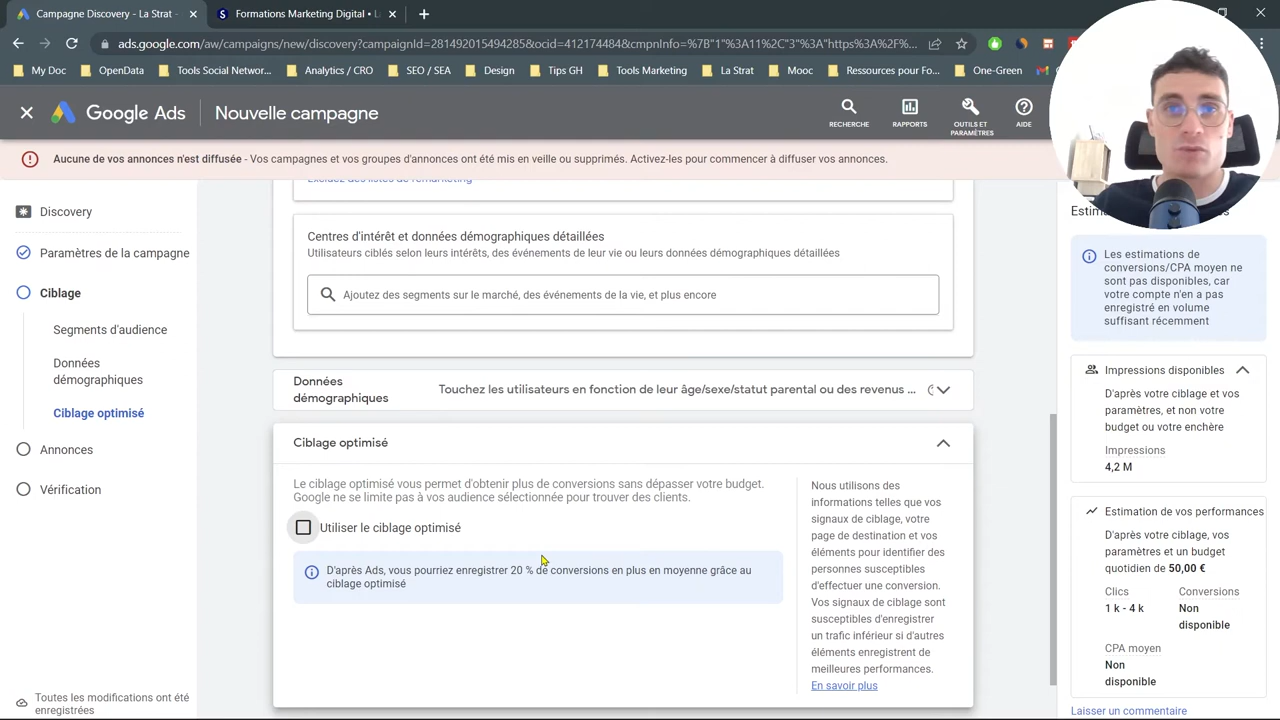 Campagne Discovery - La Strat -
Formations Marketing Digital •
ads.google.com/aw/campaigns/new/discovery?campaignId=281492015494285&ocid=412174484&cmpnInfo=%7B"1"%3A11%2C"3"%3A"https%3A%2F%...
My Doc
OpenData
Tools Social Networ...
Analytics CRO
SEO / SEA
Design
Tips GH
Tools Marketing
La Strat
Mooc
Ressources pour Fo...
One-Green
Google Ads
Nouvelle campagne
RECHERCHE
RAPPORTS
OUTILS ET
PARAMÈTRES
AIDE
Aucune de vos annonces n'est diffusée - Vos campagnes et vos groupes d'annonces ont été mis en veille ou supprimés. Activez-les pour commencer à diffuser vos annonces.
Discovery
Paramètres de la campagne
Ciblage
Segments d'audience
Données
démographiques
Ciblage optimisé
Annonces
Vérification
Toutes les modifications ont été
enregistrées
Excluez des listes de remarketing
Centres d'intérêt et données démographiques détaillées
Utilisateurs ciblés selon leurs intérêts, des événements de leur vie ou leurs données démographiques détaillées
Ajoutez des segments sur le marché, des événements de la vie, et plus encore
Données
démographiques
Touchez les utilisateurs en fonction de leur âge/sexe/statut parental ou des revenus ...
Ciblage optimisé
Le ciblage optimisé vous permet d'obtenir plus de conversions sans dépasser votre budget.
Google ne se limite pas à vos audience sélectionnée pour trouver des clients.
Utiliser le ciblage optimisé
D'après Ads, vous pourriez enregistrer 20 % de conversions en plus en moyenne grâce au
ciblage optimisé
Nous utilisons des
informations telles que vos
signaux de ciblage, votre
page de destination et vos
éléments pour identifier des
personnes susceptibles
d'effectuer une conversion.
Vos signaux de ciblage sont
susceptibles d'enregistrer
un trafic inférieur si d'autres
éléments enregistrent de
meilleures performances.
En savoir plus
Les estimations de
conversions/CPA moyen ne
sont pas disponibles, car
votre compte n'en a pas
enregistré en volume
suffisant récemment
Impressions disponibles
D'après votre ciblage et vos
paramètres, et non votre
budget ou votre enchère
Impressions
4,2 M
Estimation de vos performances
D'après votre ciblage, vos
paramètres et un budget
quotidien de 50,00 €
Clics
1 k - 4 k
Conversions
Non
disponible
CPA moyen
Non
disponible
Laisser un commentaire